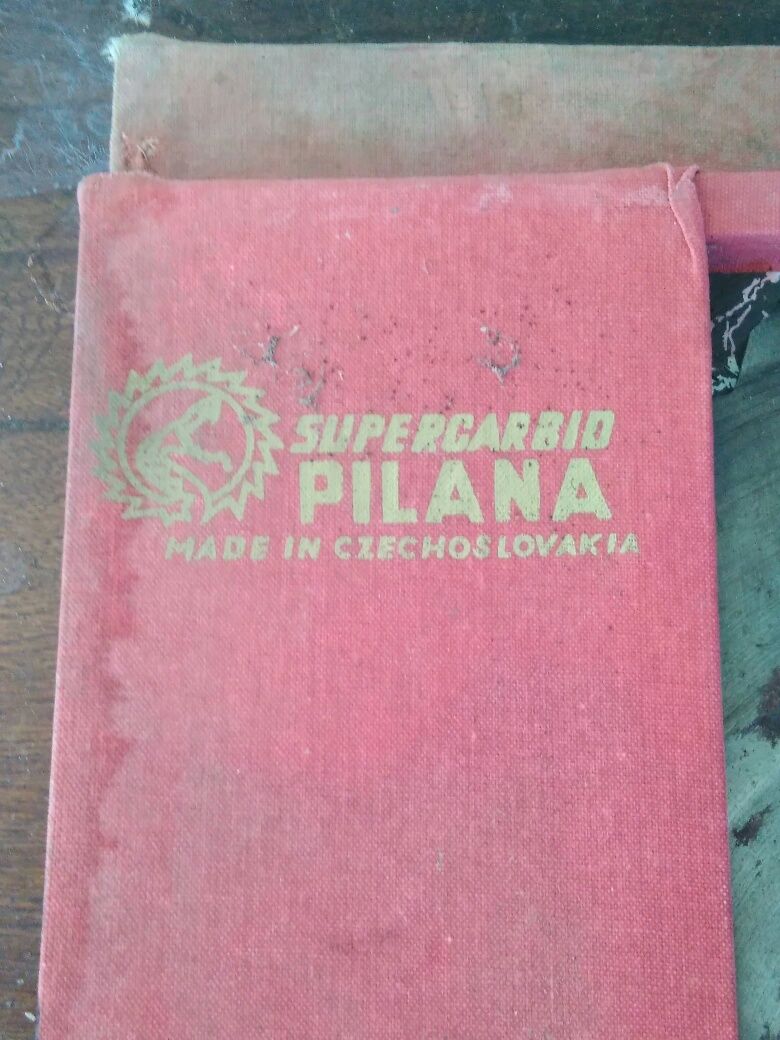 SUPERCARBID
PILANA
MADE IN CZECHOSLOVAKIA